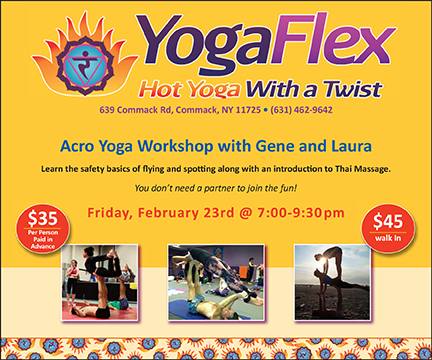 YogaFlex
Hot Yoga With a Twist
639 Commack Rd, Commack, NY 11725 • (631) 462-9642
Acro Yoga Workshop with Gene and Laura
Learn the safety basics of flying and spotting along with an introduction to Thai Massage.
You don't need a partner to join the fun!
Friday, February 23rd @ 7:00-9:30pm
$35
Per Person
Paid in
Advance
$45
walk In